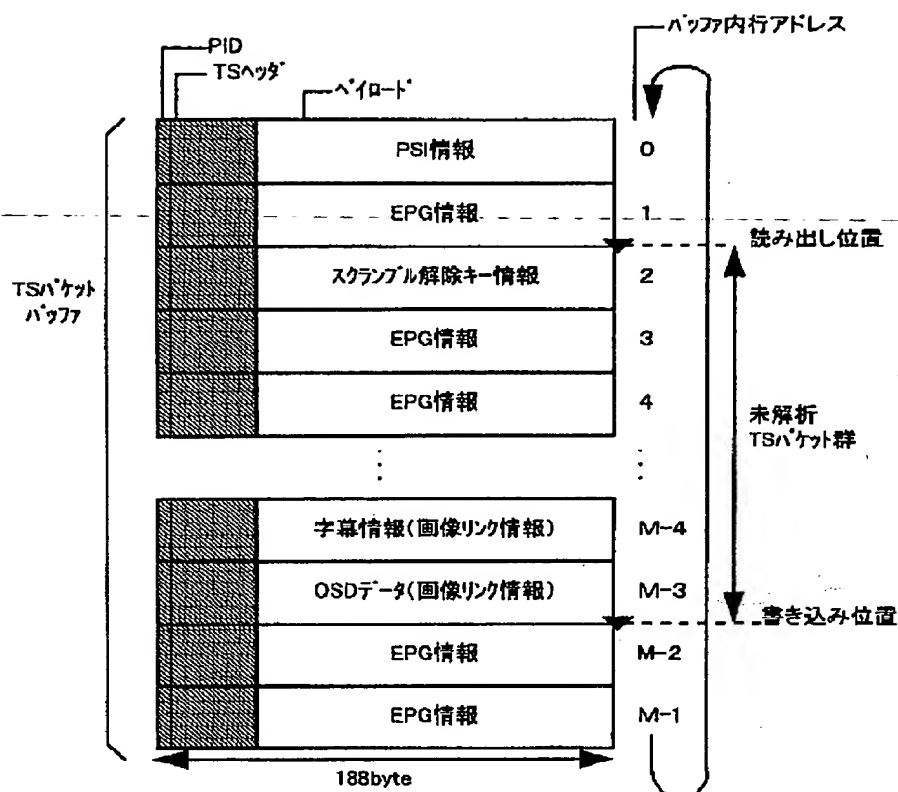 バッファ内行アドレス
PID
TSヘッダ
ペイロード
PSI情報
0
EPG情報
1
読み出し位置
スクランブル解除キー情報
2
TSパケット
バッファ
EPG情報
3
EPG情報
4
未解析
TSパケット群
字幕情報(画像リンク情報)
M-4
OSDデータ(画像リンク情報)
M-3
書き込み位置
EPG情報
M-2
EPG情報
M-1
188byte